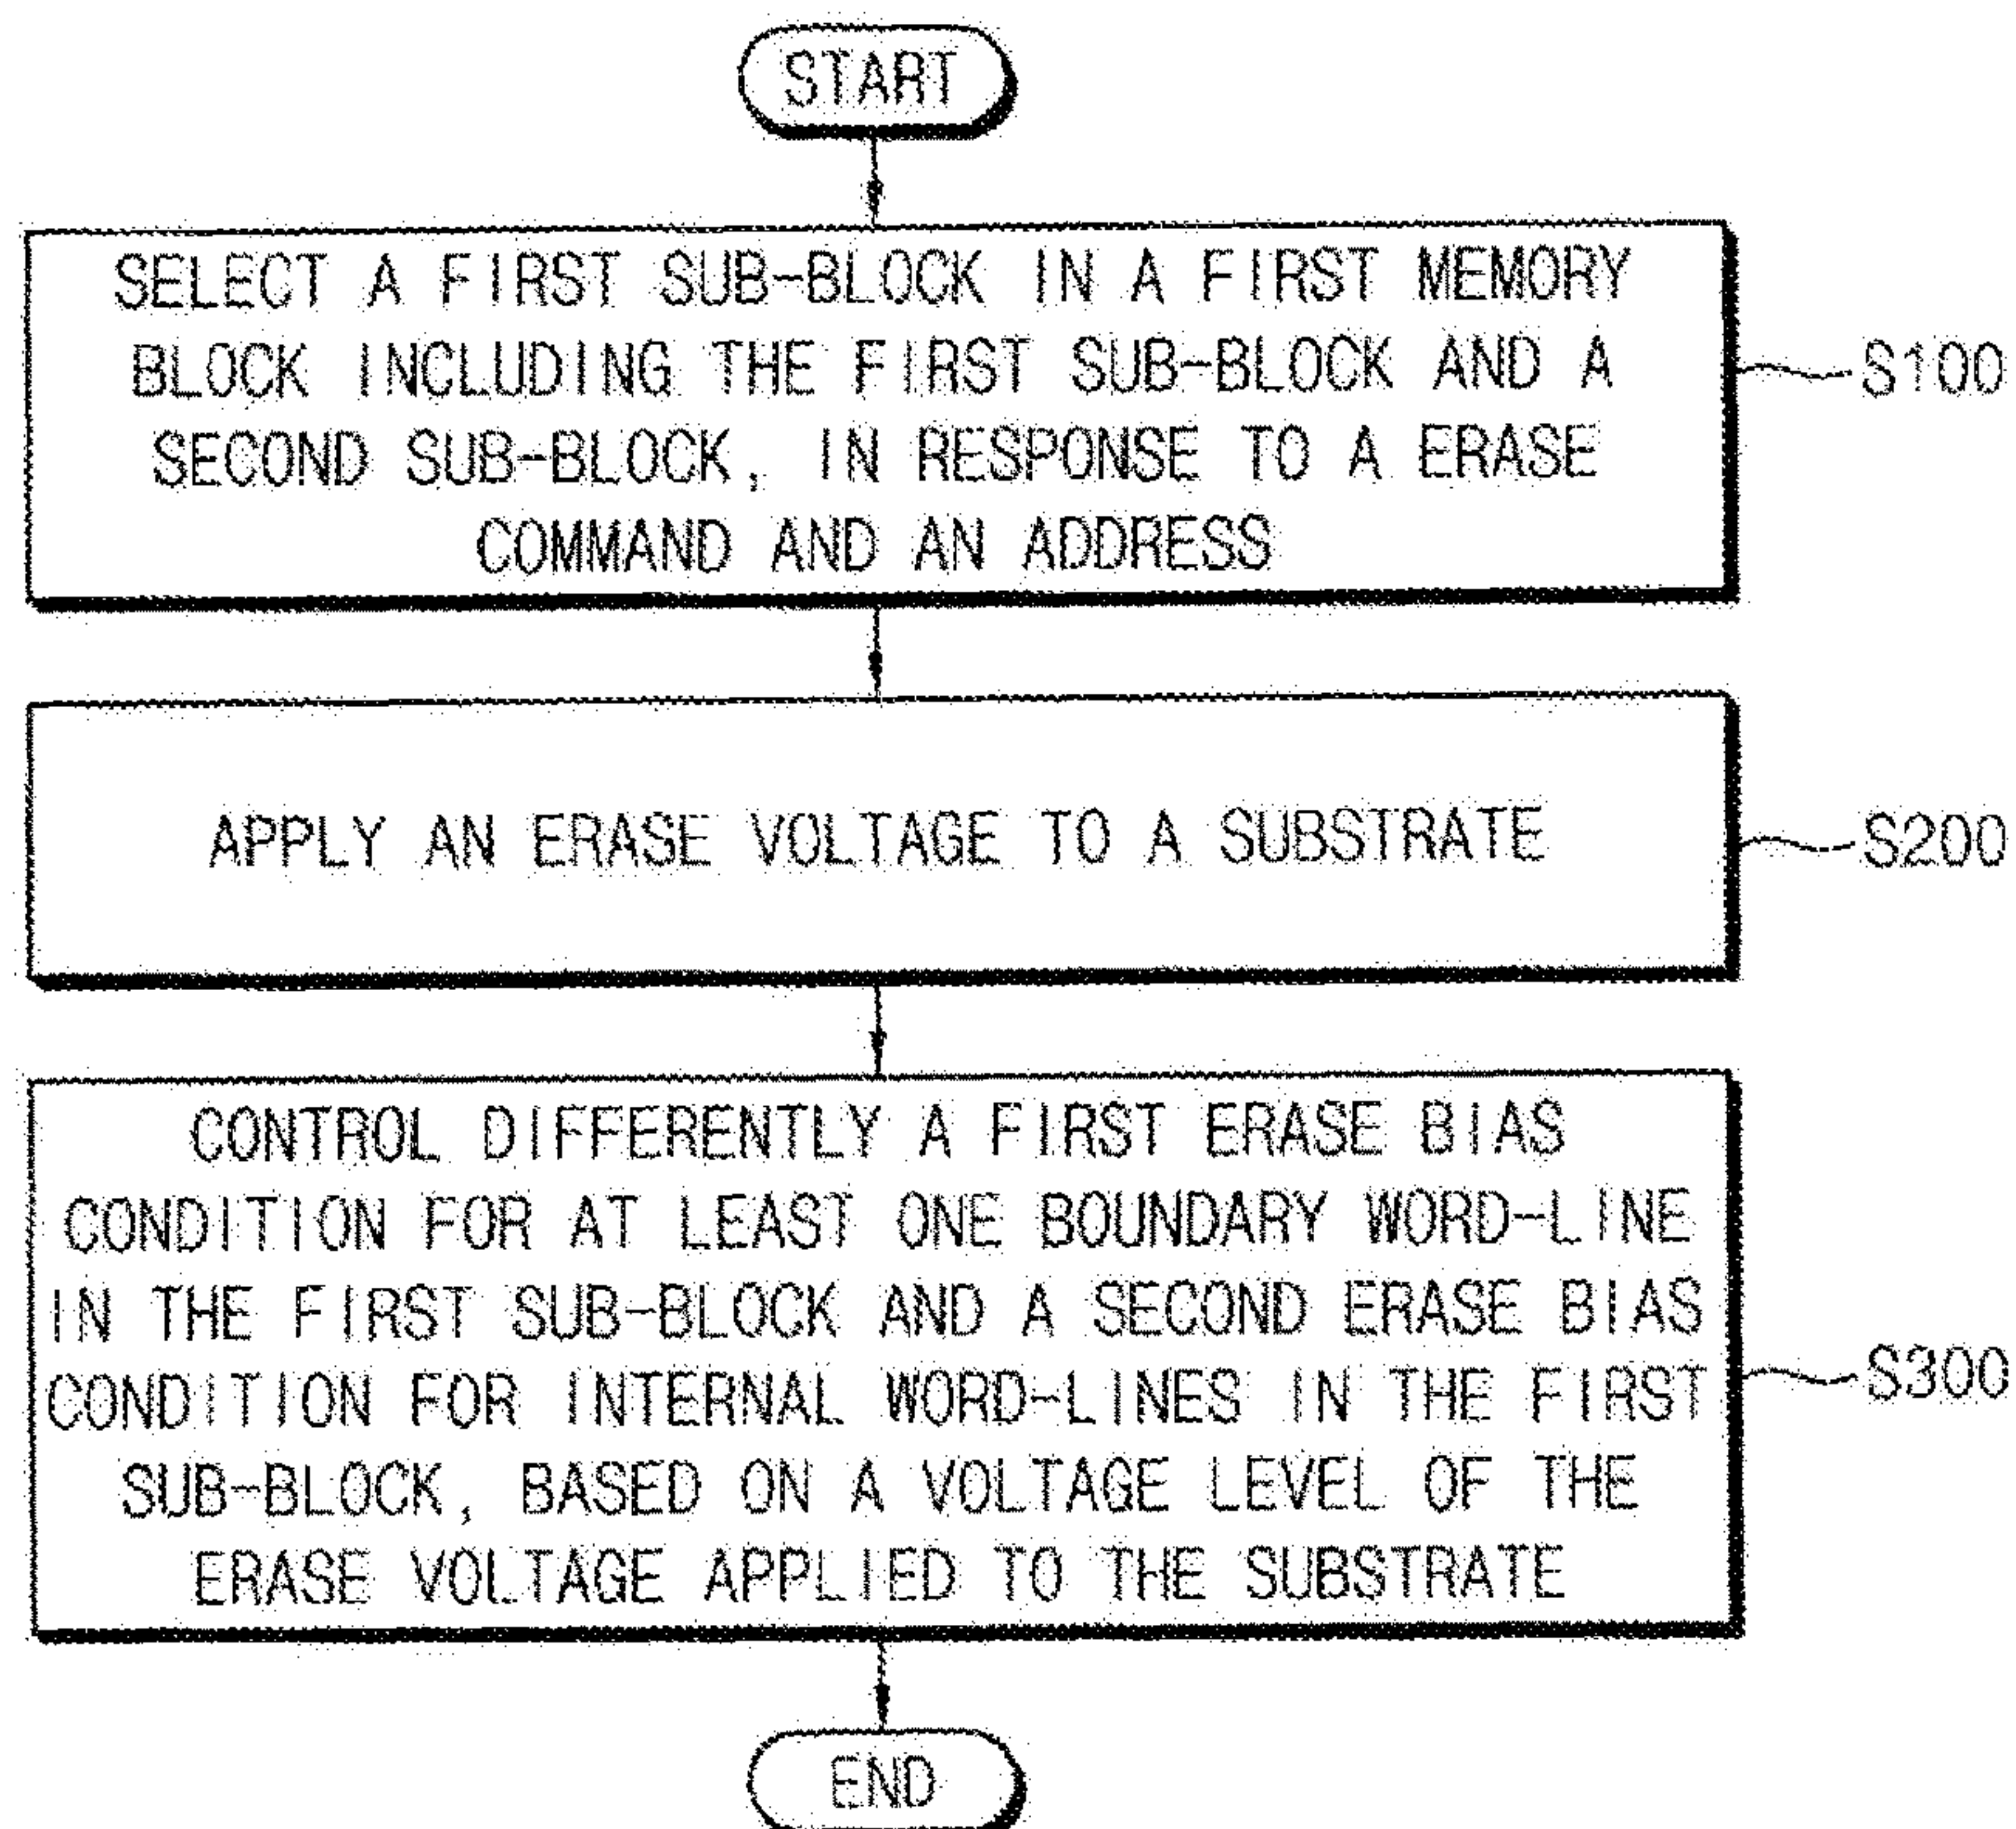 START
SELECT A FIRST SUB-BLOCK IN A FIRST MEMORY
BLOCK INCLUDING THE FIRST SUB-BLOCK AND A
SECOND SUB-BLOCK, IN RESPONSE TO A ERASE
COMMAND AND AN ADDRESS
S100
APPLY AN ERASE VOLTAGE TO A SUBSTRATE
S200
CONTROL DIFFERENTLY A FIRST ERASE BIAS
CONDITION FOR AT LEAST ONE BOUNDARY WORD-LINE
IN THE FIRST SUB-BLOCK AND A SECOND ERASE BIAS
CONDITION FOR INTERNAL WORD-LINES IN THE FIRST
SUB-BLOCK, BASED ON A VOLTAGE LEVEL OF THE
ERASE VOLTAGE APPLIED TO THE SUBSTRATE
S300
END